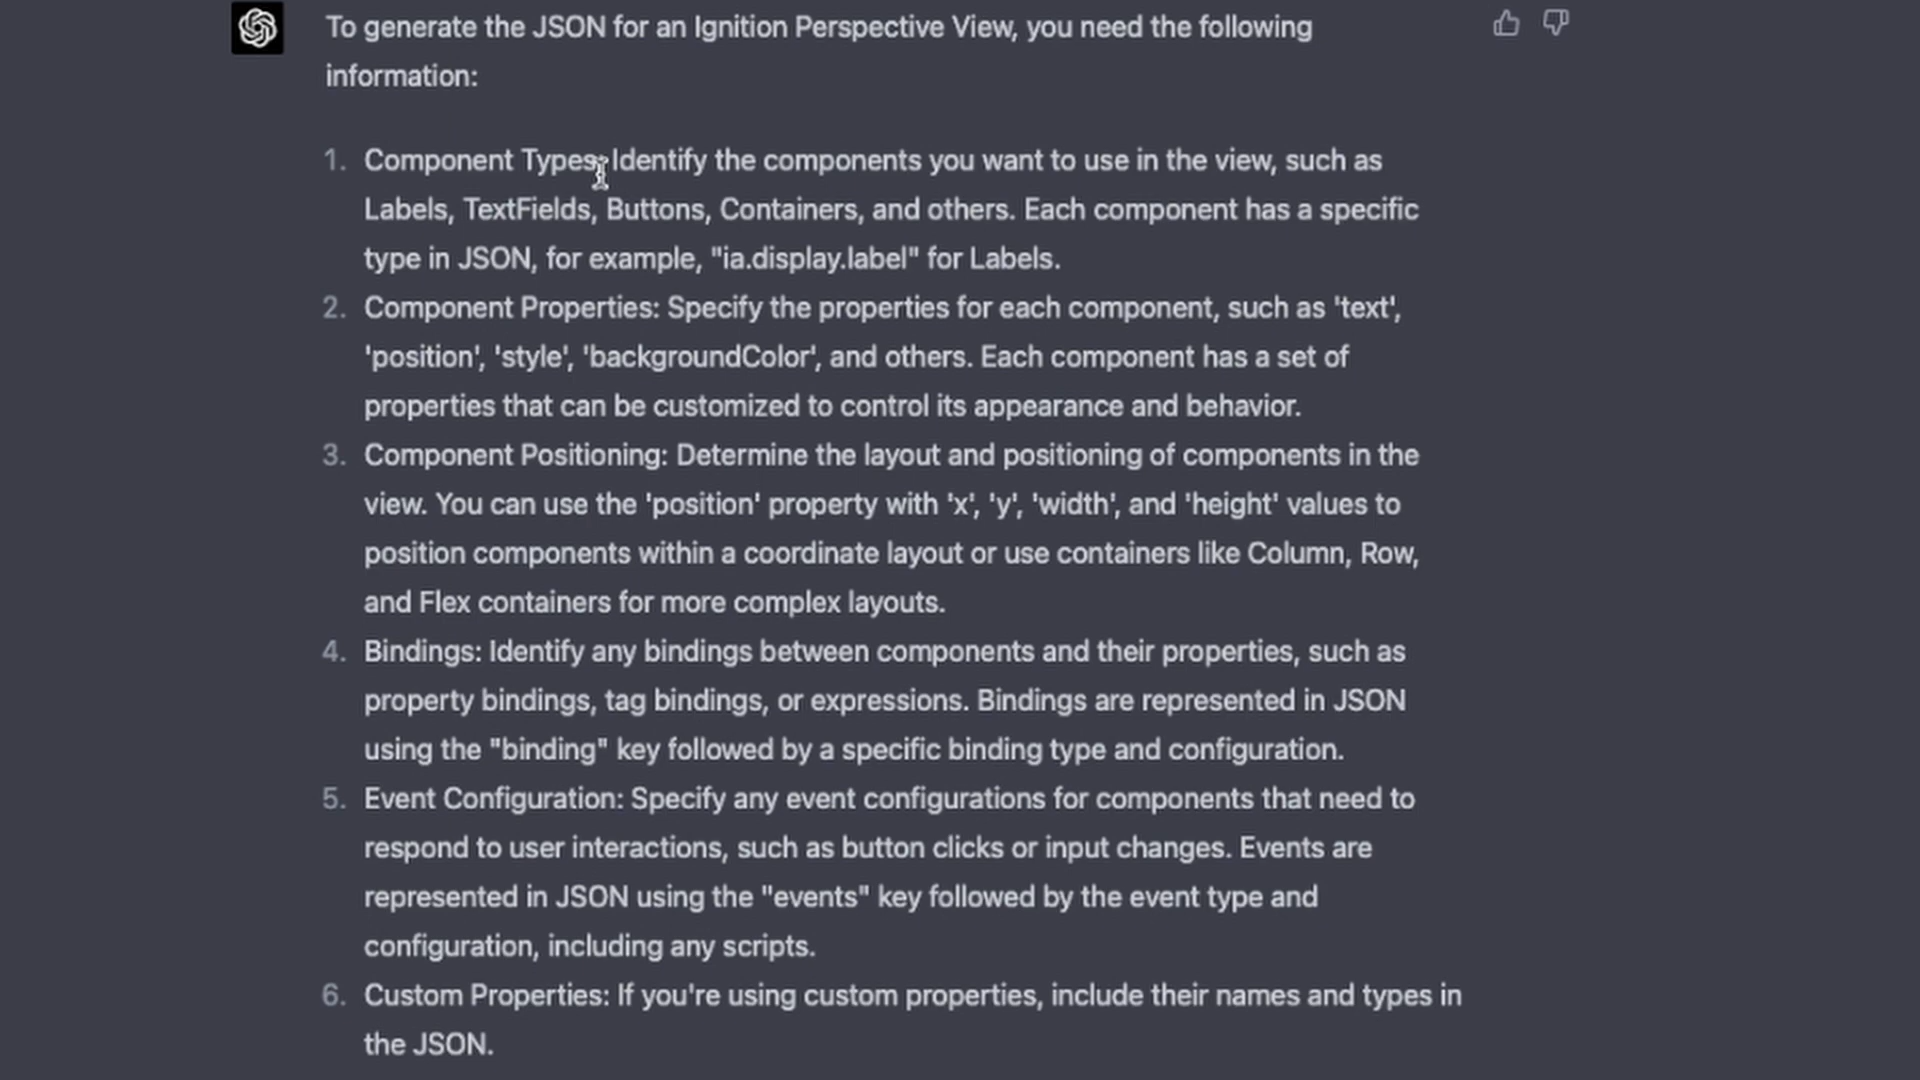 To generate the JSON for an Ignition Perspective View, you need the following
information:
1. Component Types: Identify the components you want to use in the view, such as
Labels, TextFields, Buttons, Containers, and others. Each component has a specific
type in JSON, for example, "ia.display.label" for Labels.
2. Component Properties: Specify the properties for each component, such as 'text',
'position', 'style', 'backgroundColor', and others. Each component has a set of
properties that can be customized to control its appearance and behavior.
3. Component Positioning: Determine the layout and positioning of components in the
view. You can use the 'position' property with 'x', 'y', 'width', and 'height' values to
position components within a coordinate layout or use containers like Column, Row,
and Flex containers for more complex layouts.
4. Bindings: Identify any bindings between components and their properties, such as
property bindings, tag bindings, or expressions. Bindings are represented in JSON
using the "binding" key followed by a specific binding type and configuration.
5. Event Configuration: Specify any event configurations for components that need to
respond to user interactions, such as button clicks or input changes. Events are
represented in JSON using the "events" key followed by the event type and
configuration, including any scripts.
6. Custom Properties: If you're using custom properties, include their names and types in
the JSON.